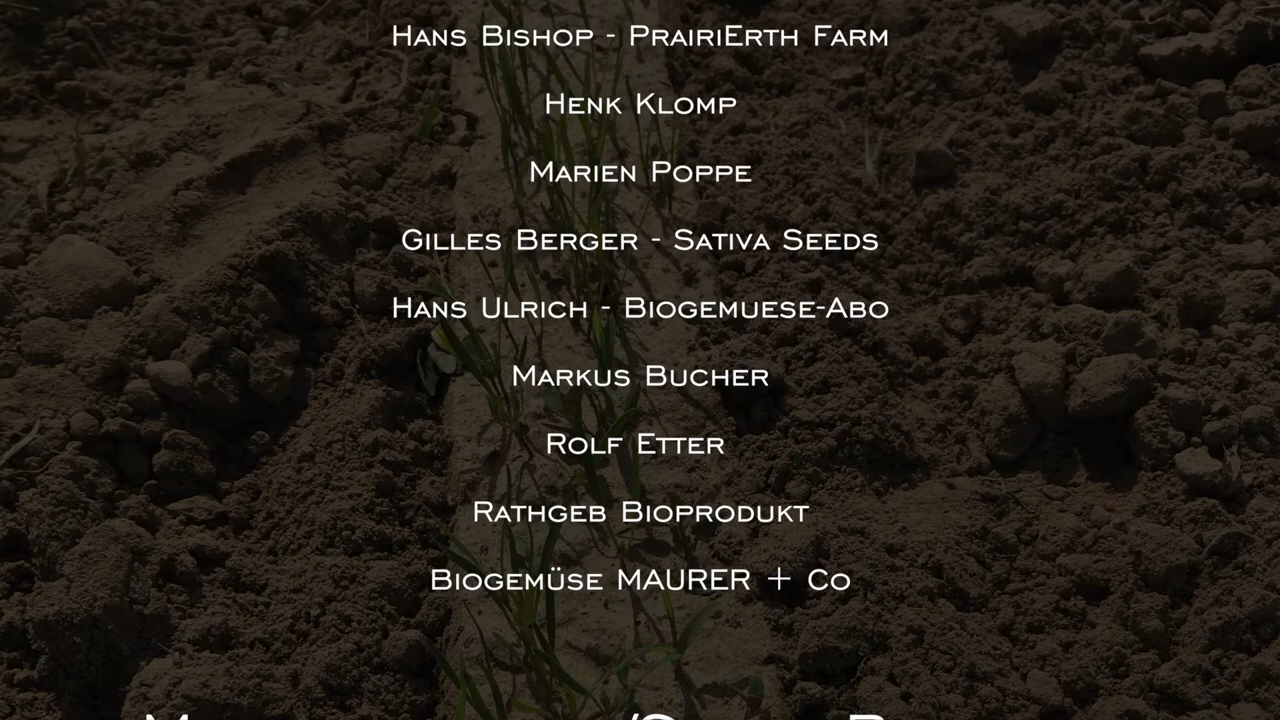 Hans Bishop - PrairiErth Farm
Henk Klomp
Marien Poppe
Gilles Berger - Sativa Seeds
Hans Ulrich - Biogemuese-Abo
Markus Bucher
Rolf Etter
Rathgeb Bioprodukt
Biogemüse MAURER + Co